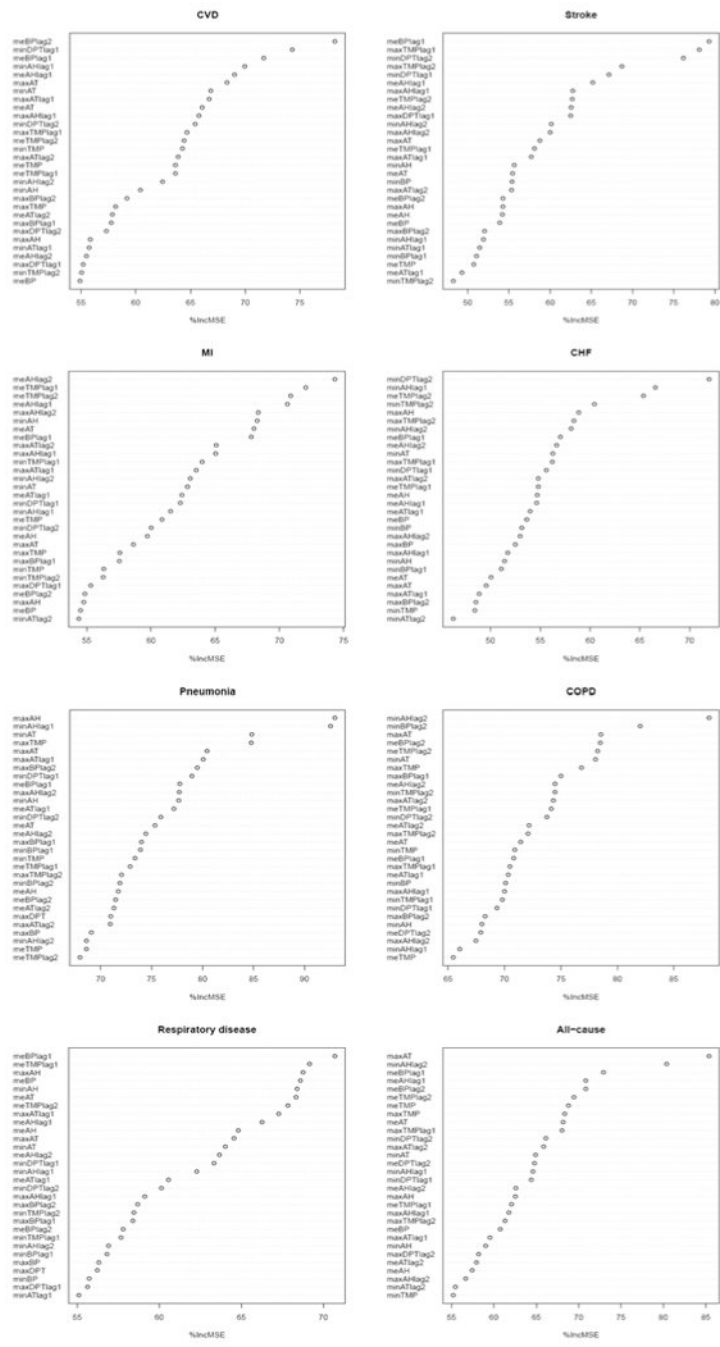 CVD
meBPlag2
minDPTlag1
meBPlag1
minAHlag1
meAHlag1
maxAT
minAT
maxATlag1
meAT
maxAHlag1
minDPTlag2
maxTMPlag1
meTMPlag2
minTMP
maxATlag2
meTMP
meTMPlag1
minAHlag2
minAH
maxBPlag2
maxTMP
meATlag2
maxBPlag1
maxDPTlag2
maxAH
minATlag1
meAHlag2
maxDPTlag1
minTMPlag2
meBP
55 60 65 70 75
%IncMSE
Stroke
meBPlag1
maxTMPlag1
minDPTlag2
maxTMPlag2
minDPTlag1
meAHlag1
maxAHlag1
meTMPlag2
meAHlag2
maxDPTlag1
minAHlag2
maxAHlag2
maxAT
meTMPlag1
maxATlag1
minAH
meAT
minBP
maxATlag2
meBPlag2
maxAH
meAH
meBP
maxBPlag2
minAHlag1
minATlag1
minBPlag1
meTMP
meATlag1
minTMPlag2
50 55 60 65 70 75 80
%IncMSE
MI
meAHlag2
meTMPlag1
meTMPlag2
meAHlag1
maxAHlag2
minAH
meAT
meBPlag1
maxATlag2
maxAHlag1
minTMPlag1
maxATlag1
minAHlag2
minAT
meATlag1
minDPTlag1
minAHlag1
meTMP
minDPTlag2
meAH
maxAT
maxTMP
maxBPlag1
minTMP
minTMPlag2
maxDPTlag1
meBPlag2
maxAH
meBP
minATlag2
55 60 65 70 75
%IncMSE
CHF
minDPTlag2
minAHlag1
meTMPlag2
minTMPlag2
maxAH
maxTMPlag2
minAHlag2
meBPlag1
meAHlag2
minAT
maxTMPlag1
minDPTlag1
maxATlag2
meTMPlag1
meAH
meAHlag1
meATlag1
meBP
minBP
maxAHlag2
maxBP
maxAHlag1
minAH
minBPlag1
meAT
maxAT
maxATlag1
maxBPlag2
minTMP
minATlag2
50 55 60 65 70
%IncMSE
Pneumonia
maxAH
minAHlag1
minAT
maxTMP
maxAT
maxATlag1
maxBPlag2
minDPTlag1
meBPlag1
maxAHlag2
minAH
meATlag1
minDPTlag2
meAT
meAHlag2
maxBPlag1
minBPlag1
minTMP
meTMPlag1
maxTMPlag2
minBPlag2
meAH
meBPlag2
meATlag2
maxDPT
maxATlag2
maxBP
minAHlag2
meTMP
meTMPlag2
70 75 80 85 90
%IncMSE
COPD
minAHlag2
minBPlag2
maxAT
meBPlag2
meTMPlag2
minAT
maxTMP
maxBPlag1
meAHlag2
minTMPlag2
maxATlag2
meTMPlag1
minDPTlag2
meATlag2
maxTMPlag2
meAT
minTMP
meBPlag1
maxTMPlag1
meATlag1
minBP
maxAHlag1
minTMPlag1
minDPTlag1
maxBPlag2
minAH
meDPTlag2
maxAHlag2
minAHlag1
meTMP
65 70 75 80 85
%IncMSE
Respiratory disease
meBPlag1
meTMPlag1
maxAH
meBP
minAH
meAT
meTMPlag2
maxATlag1
meAHlag1
meAH
maxAT
minAT
meAHlag2
minDPTlag1
minAHlag1
meATlag1
minDPTlag2
maxAHlag1
maxBPlag2
minTMPlag2
maxBPlag1
meBPlag2
minTMPlag1
minAHlag2
minBPlag1
maxBP
maxDPT
minBP
maxDPTlag1
minATlag1
55 60 65 70
%IncMSE
All−cause
maxAT
minAHlag2
meBPlag1
meAHlag1
meBPlag2
meTMPlag2
meTMP
maxTMP
meAT
maxTMPlag1
minDPTlag2
maxATlag2
minAT
meDPTlag2
minAHlag1
minDPTlag1
meAHlag2
maxAH
meTMPlag1
maxAHlag1
maxTMPlag2
meBP
maxATlag1
minAH
maxDPTlag2
meATlag2
meAH
maxAHlag2
minATlag2
minTMP
55 60 65 70 75 80 85
%IncMSE